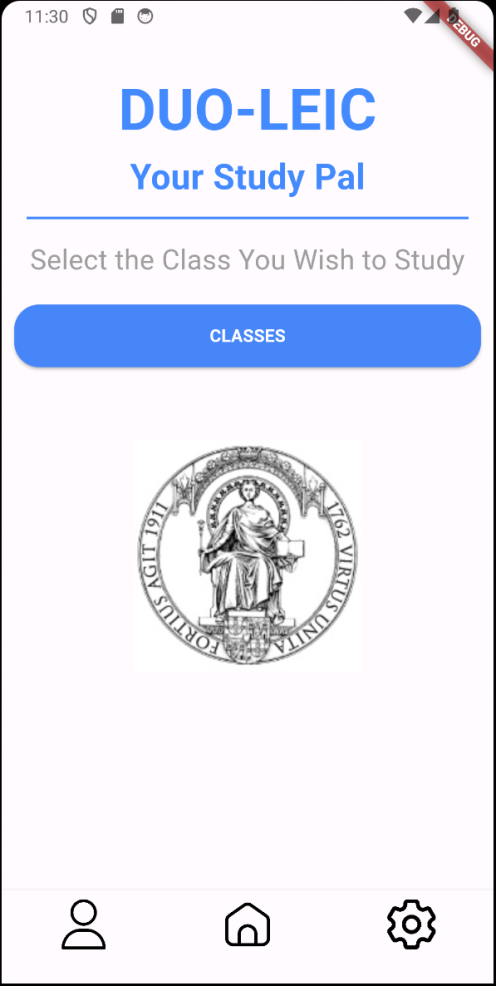 11:30
DEBUG
DUO-LEIC
Your Study Pal
Select the Class You Wish to Study
CLASSES
FORTIUS AGIT 1911
1762 VIRTUS UNITA